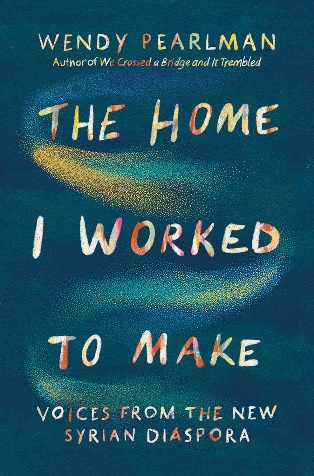 WENDY PEARLMAN
Author of We Crossed a Bridge and It Trembled
THE HOME
I WORKED
TO MAKE
VOICES FROM THE NEW
SYRIAN DIASPORA